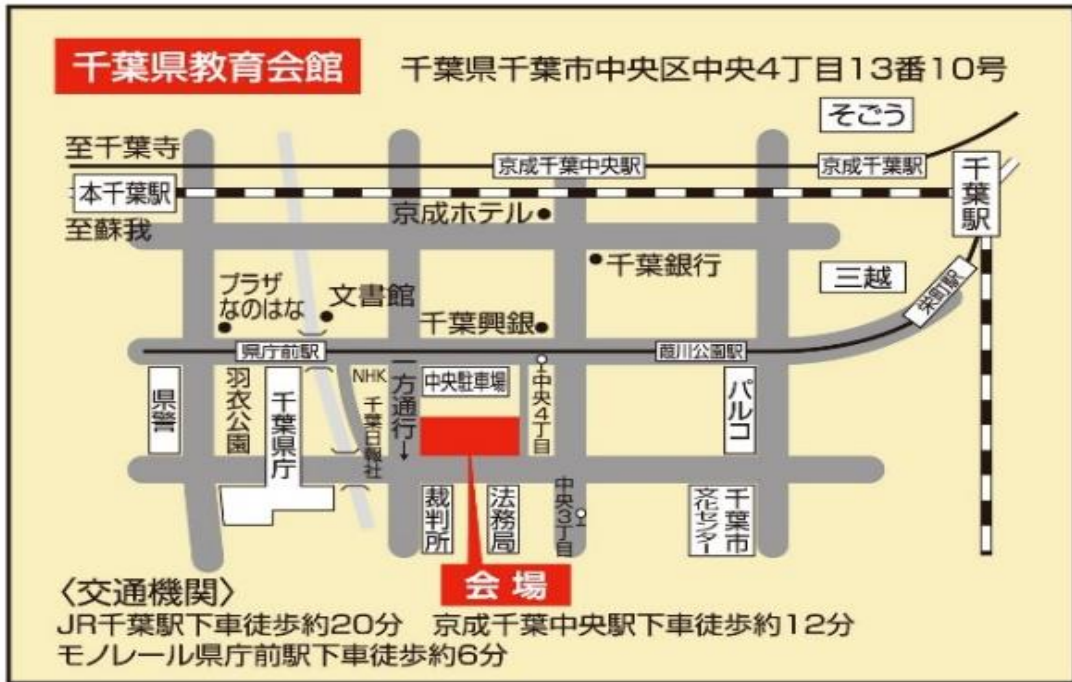 千葉県教育会館
千葉県千葉市中央区中央4丁目13番10号
そごう
至千葉寺
京成千葉中央駅
京成千葉駅
千葉駅
本千葉駅
至蘇我
京成ホテル
千葉銀行
三越
栄町駅
プラザ
なのはな
文書館
千葉興銀
県庁前駅
葭川公園駅
県警
羽衣公園
千葉県庁
NHK
千葉日報社
一方通行→
中央駐車場
中央4丁目
パルコ
裁判所
法務局
中央3丁目
千葉市
文化センター
会場
〈交通機関〉
JR千葉駅下車徒歩約20分 京成千葉中央駅下車徒歩約12分
モノレール県庁前駅下車徒歩約6分